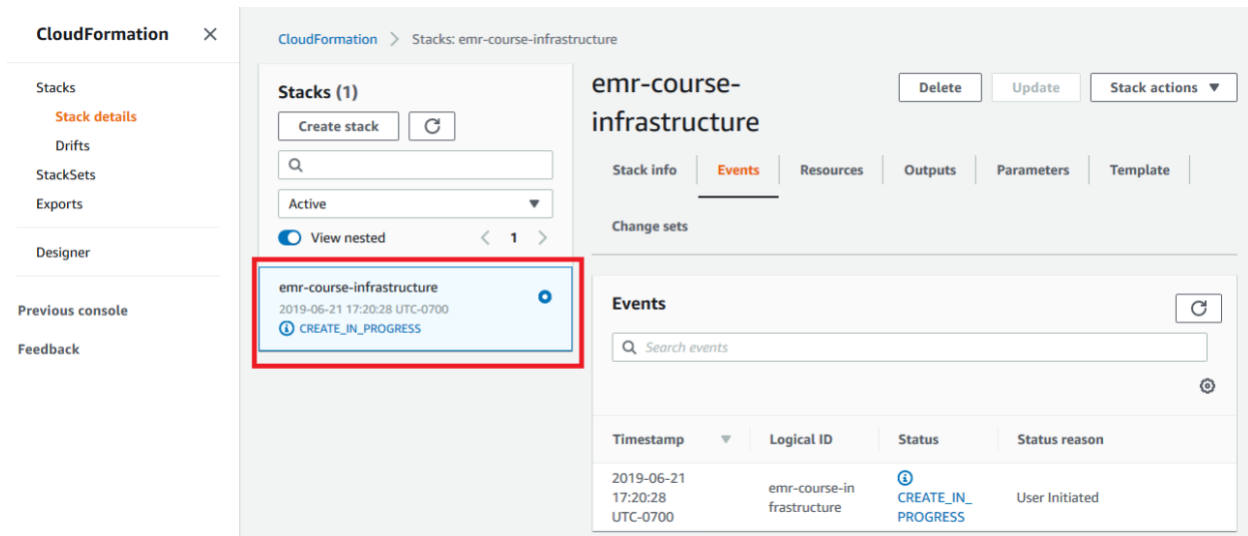 CloudFormation
Stacks
Stack details
Drifts
StackSets
Exports
Designer
Previous console
Feedback
CloudFormation > Stacks: emr-course-infrastructure
Stacks (1)
Create stack
Active
View nested
< 1 >
emr-course-infrastructure
2019-06-21 17:20:28 UTC-0700
CREATE_IN_PROGRESS
emr-course-
infrastructure
Delete Update Stack actions
Stack info Events Resources Outputs Parameters Template
Change sets
Events
Search events
Timestamp Logical ID Status Status reason
2019-06-21
17:20:28
UTC-0700
emr-course-in
frastructure
CREATE_IN_
PROGRESS
User Initiated